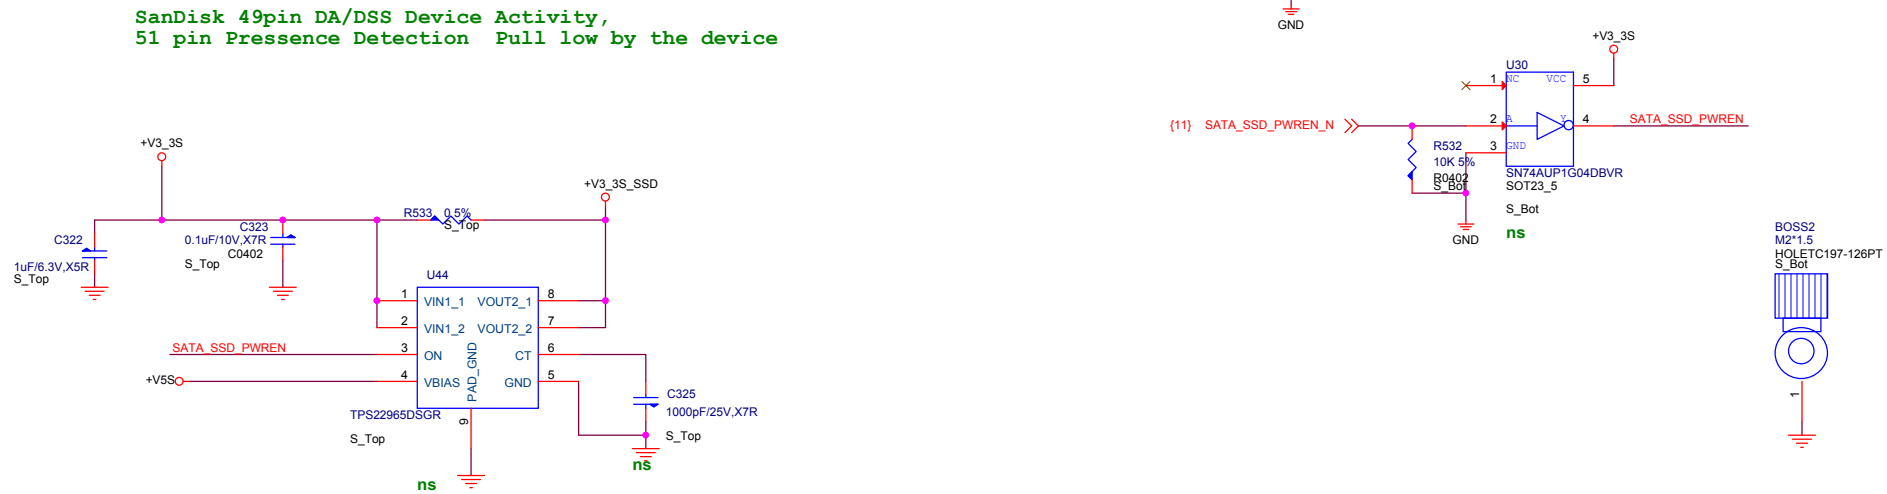 SanDisk 49pin DA/DSS Device Activity,
51 pin Pressence Detection  Pull low by the device
+V3_3S
C322
1uF/6.3V,X5R
S_Top
C323
0.1uF/10V,X7R
C0402
S_Top
R533
0 5%
S_Top
+V3_3S_SSD
U44
1 VIN1_1 VOUT2_1 8
2 VIN1_2 VOUT2_2 7
SATA_SSD_PWREN 3 ON CT 6
+V5S 4 VBIAS GND 5
PAD_GND
9
TPS22965DSGR
S_Top
ns
C325
1000pF/25V,X7R
S_Top
ns
GND
+V3_3S
U30
1 NC VCC 5
{11} SATA_SSD_PWREN_N 2 A Y 4 SATA_SSD_PWREN
3 GND
R532
10K 5%
R0402
S_Bot
GND
SN74AUP1G04DBVR
SOT23_5
S_Bot
ns
BOSS2
M2*1.5
HOLETC197-126PT
S_Bot
1